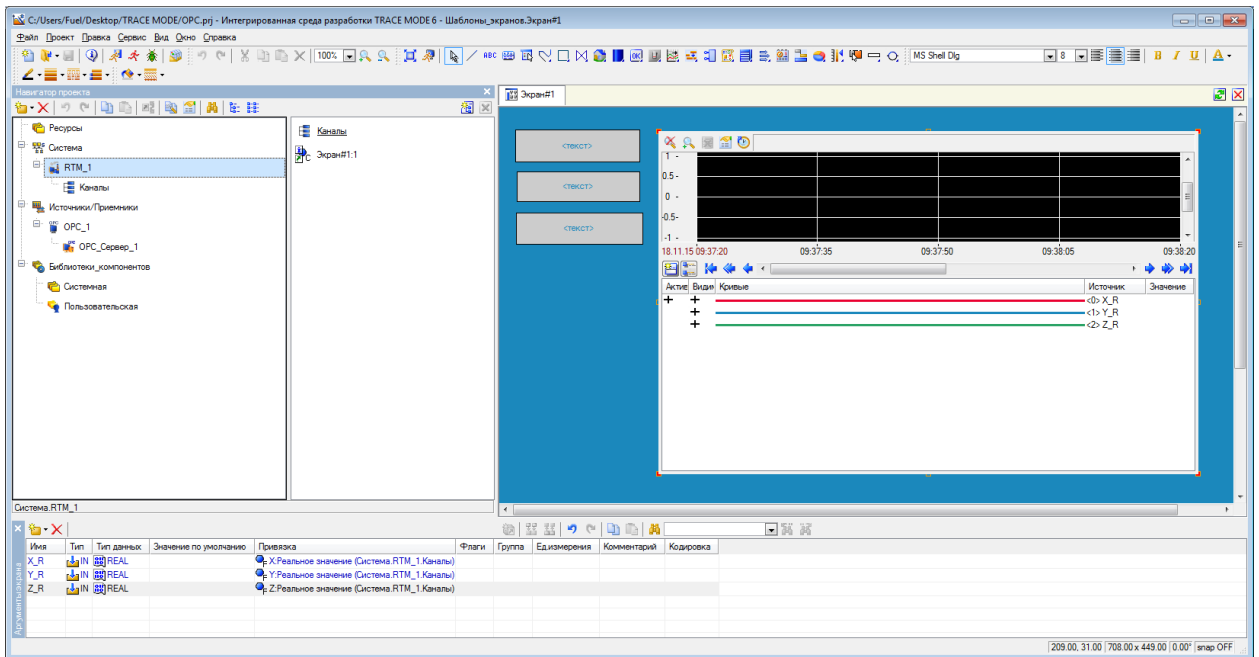 C:/Users/Fuel/Desktop/TRACE MODE/OPC.prj - Интегрированная среда разработки TRACE MODE 6 - Шаблоны_экранов.Экран#1
Файл Проект Правка Сервис Вид Окно Справка
100% ABC OK MS Shell Dlg 8 B I U A
Навигатор проекта
Экран#1
Ресурсы
Система
RTM_1
Каналы
Источники/Приемники
OPC_1
OPC_Сервер_1
Библиотеки_компонентов
Системная
Пользовательская
Каналы
Экран#1:1
<текст>
<текст>
<текст>
1
0.5
0
-0.5
-1
18.11.15 09:37:20 09:37:35 09:37:50 09:38:05 09:38:20
Актив Видим Кривые Источник Значение
<0> X_R
<1> Y_R
<2> Z_R
Система.RTM_1
Аргументы экрана
Имя Тип Тип данных Значение по умолчанию Привязка Флаги Группа Ед.измерения Комментарий Кодировка
X_R IN REAL X:Реальное значение (Система.RTM_1.Каналы)
Y_R IN REAL Y:Реальное значение (Система.RTM_1.Каналы)
Z_R IN REAL Z:Реальное значение (Система.RTM_1.Каналы)
209.00, 31.00 708.00 x 449.00 0.00° snap OFF